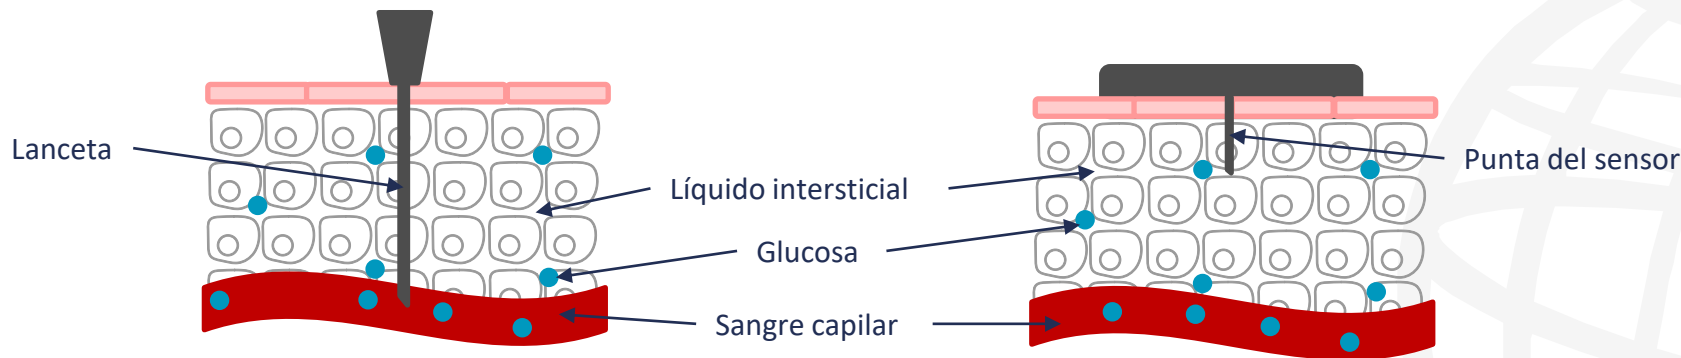 Lanceta
Líquido intersticial
Glucosa
Sangre capilar
Punta del sensor